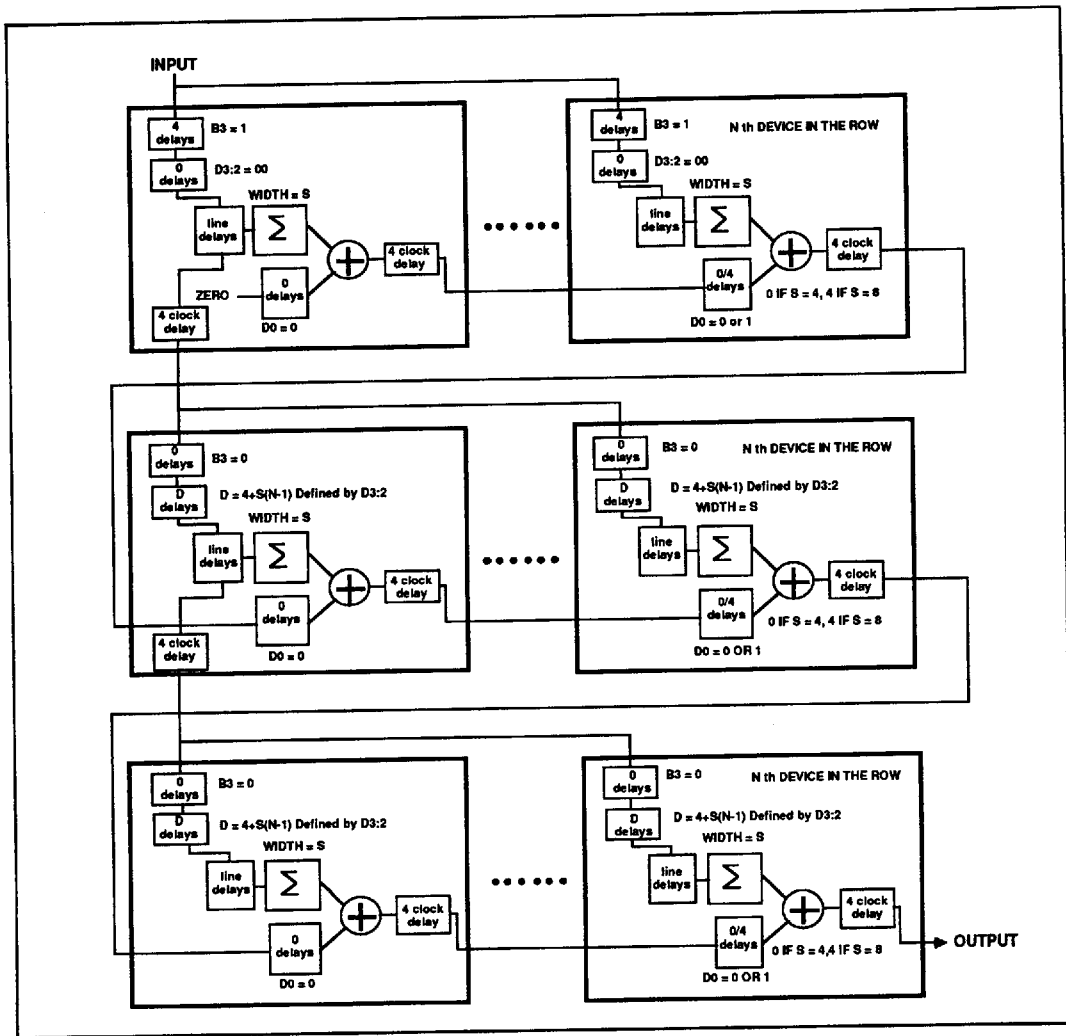 INPUT
4
delays
B3 = 1
0
delays
D3:2 = 00
WIDTH = S
line
delays
Σ
+
4 clock
delay
ZERO
0
delays
D0 = 0
4 clock
delay
4
delays
B3 = 1
N th DEVICE IN THE ROW
0
delays
D3:2 = 00
WIDTH = S
line
delays
Σ
+
4 clock
delay
0/4
delays
0 IF S = 4, 4 IF S = 8
D0 = 0 or 1
0
delays
B3 = 0
D
delays
D = 4+S(N-1) Defined by D3:2
WIDTH = S
line
delays
Σ
+
4 clock
delay
0
delays
D0 = 0
4 clock
delay
0
delays
B3 = 0
N th DEVICE IN THE ROW
D
delays
D = 4+S(N-1) Defined by D3:2
WIDTH = S
line
delays
Σ
+
4 clock
delay
0/4
delays
0 IF S = 4, 4 IF S = 8
D0 = 0 OR 1
0
delays
B3 = 0
D
delays
D = 4+S(N-1) Defined by D3:2
WIDTH = S
line
delays
Σ
+
4 clock
delay
0
delays
D0 = 0
0
delays
B3 = 0
N th DEVICE IN THE ROW
D
delays
D = 4+S(N-1) Defined by D3:2
WIDTH = S
line
delays
Σ
+
4 clock
delay
0/4
delays
0 IF S = 4,4 IF S = 8
D0 = 0 OR 1
OUTPUT